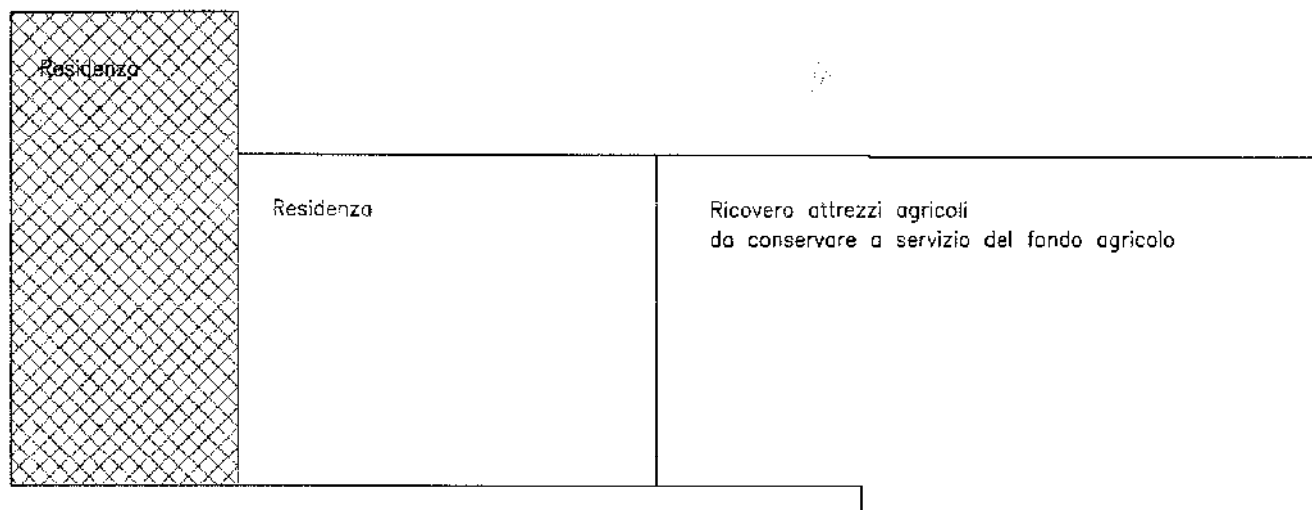 Residenza
Residenza
Ricovero attrezzi agricoli
da conservare a servizio del fondo agricolo